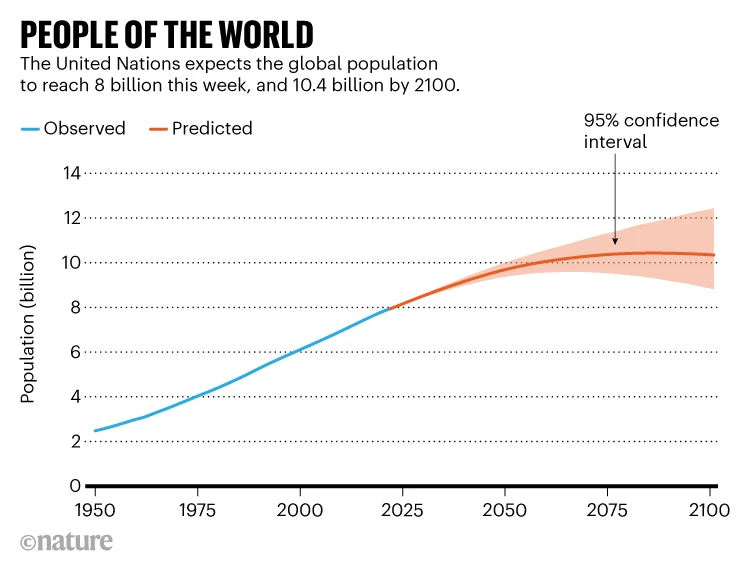 PEOPLE OF THE WORLD
The United Nations expects the global population
to reach 8 billion this week, and 10.4 billion by 2100.
Observed Predicted
95% confidence
interval
Population (billion)
14
12
10
8
6
4
2
0
1950 1975 2000 2025 2050 2075 2100
©nature